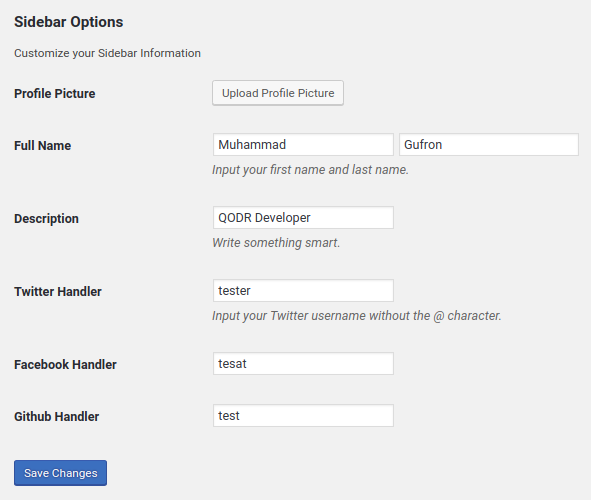 Sidebar Options
Customize your Sidebar Information
Profile Picture Upload Profile Picture
Full Name Muhammad Gufron
Input your first name and last name.
Description QODR Developer
Write something smart.
Twitter Handler tester
Input your Twitter username without the @ character.
Facebook Handler tesat
Github Handler test
Save Changes